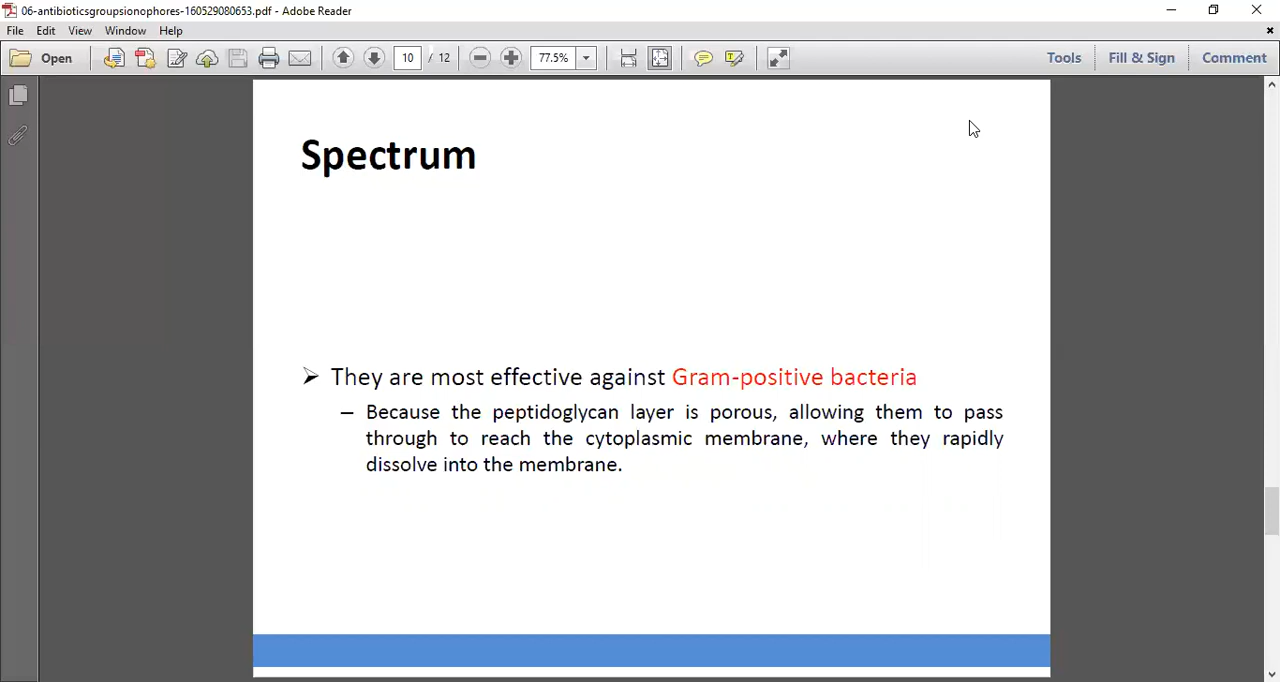 06-antibioticsgroupsionophores-160529080653.pdf - Adobe Reader
File Edit View Window Help
Open 10 / 12 77.5% Tools Fill & Sign Comment
Spectrum
They are most effective against Gram-positive bacteria
– Because the peptidoglycan layer is porous, allowing them to pass
through to reach the cytoplasmic membrane, where they rapidly
dissolve into the membrane.